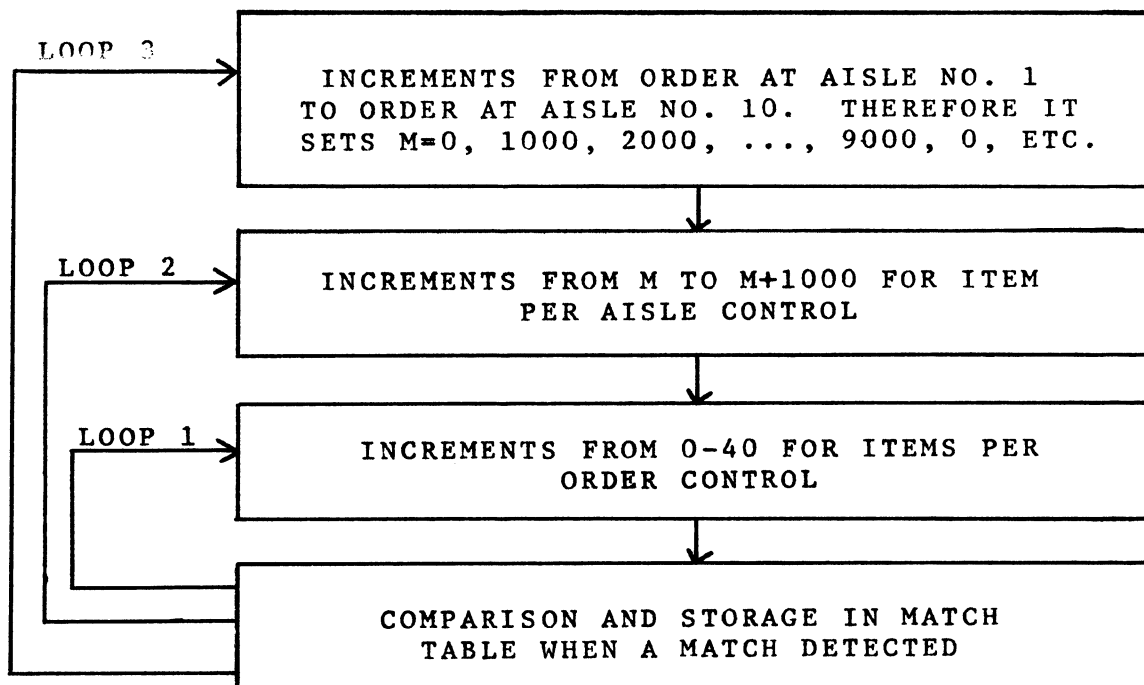 LOOP 3
INCREMENTS FROM ORDER AT AISLE NO. 1
TO ORDER AT AISLE NO. 10. THEREFORE IT
SETS M=0, 1000, 2000, ..., 9000, 0, ETC.
LOOP 2
INCREMENTS FROM M TO M+1000 FOR ITEM
PER AISLE CONTROL
LOOP 1
INCREMENTS FROM 0-40 FOR ITEMS PER
ORDER CONTROL
COMPARISON AND STORAGE IN MATCH
TABLE WHEN A MATCH DETECTED